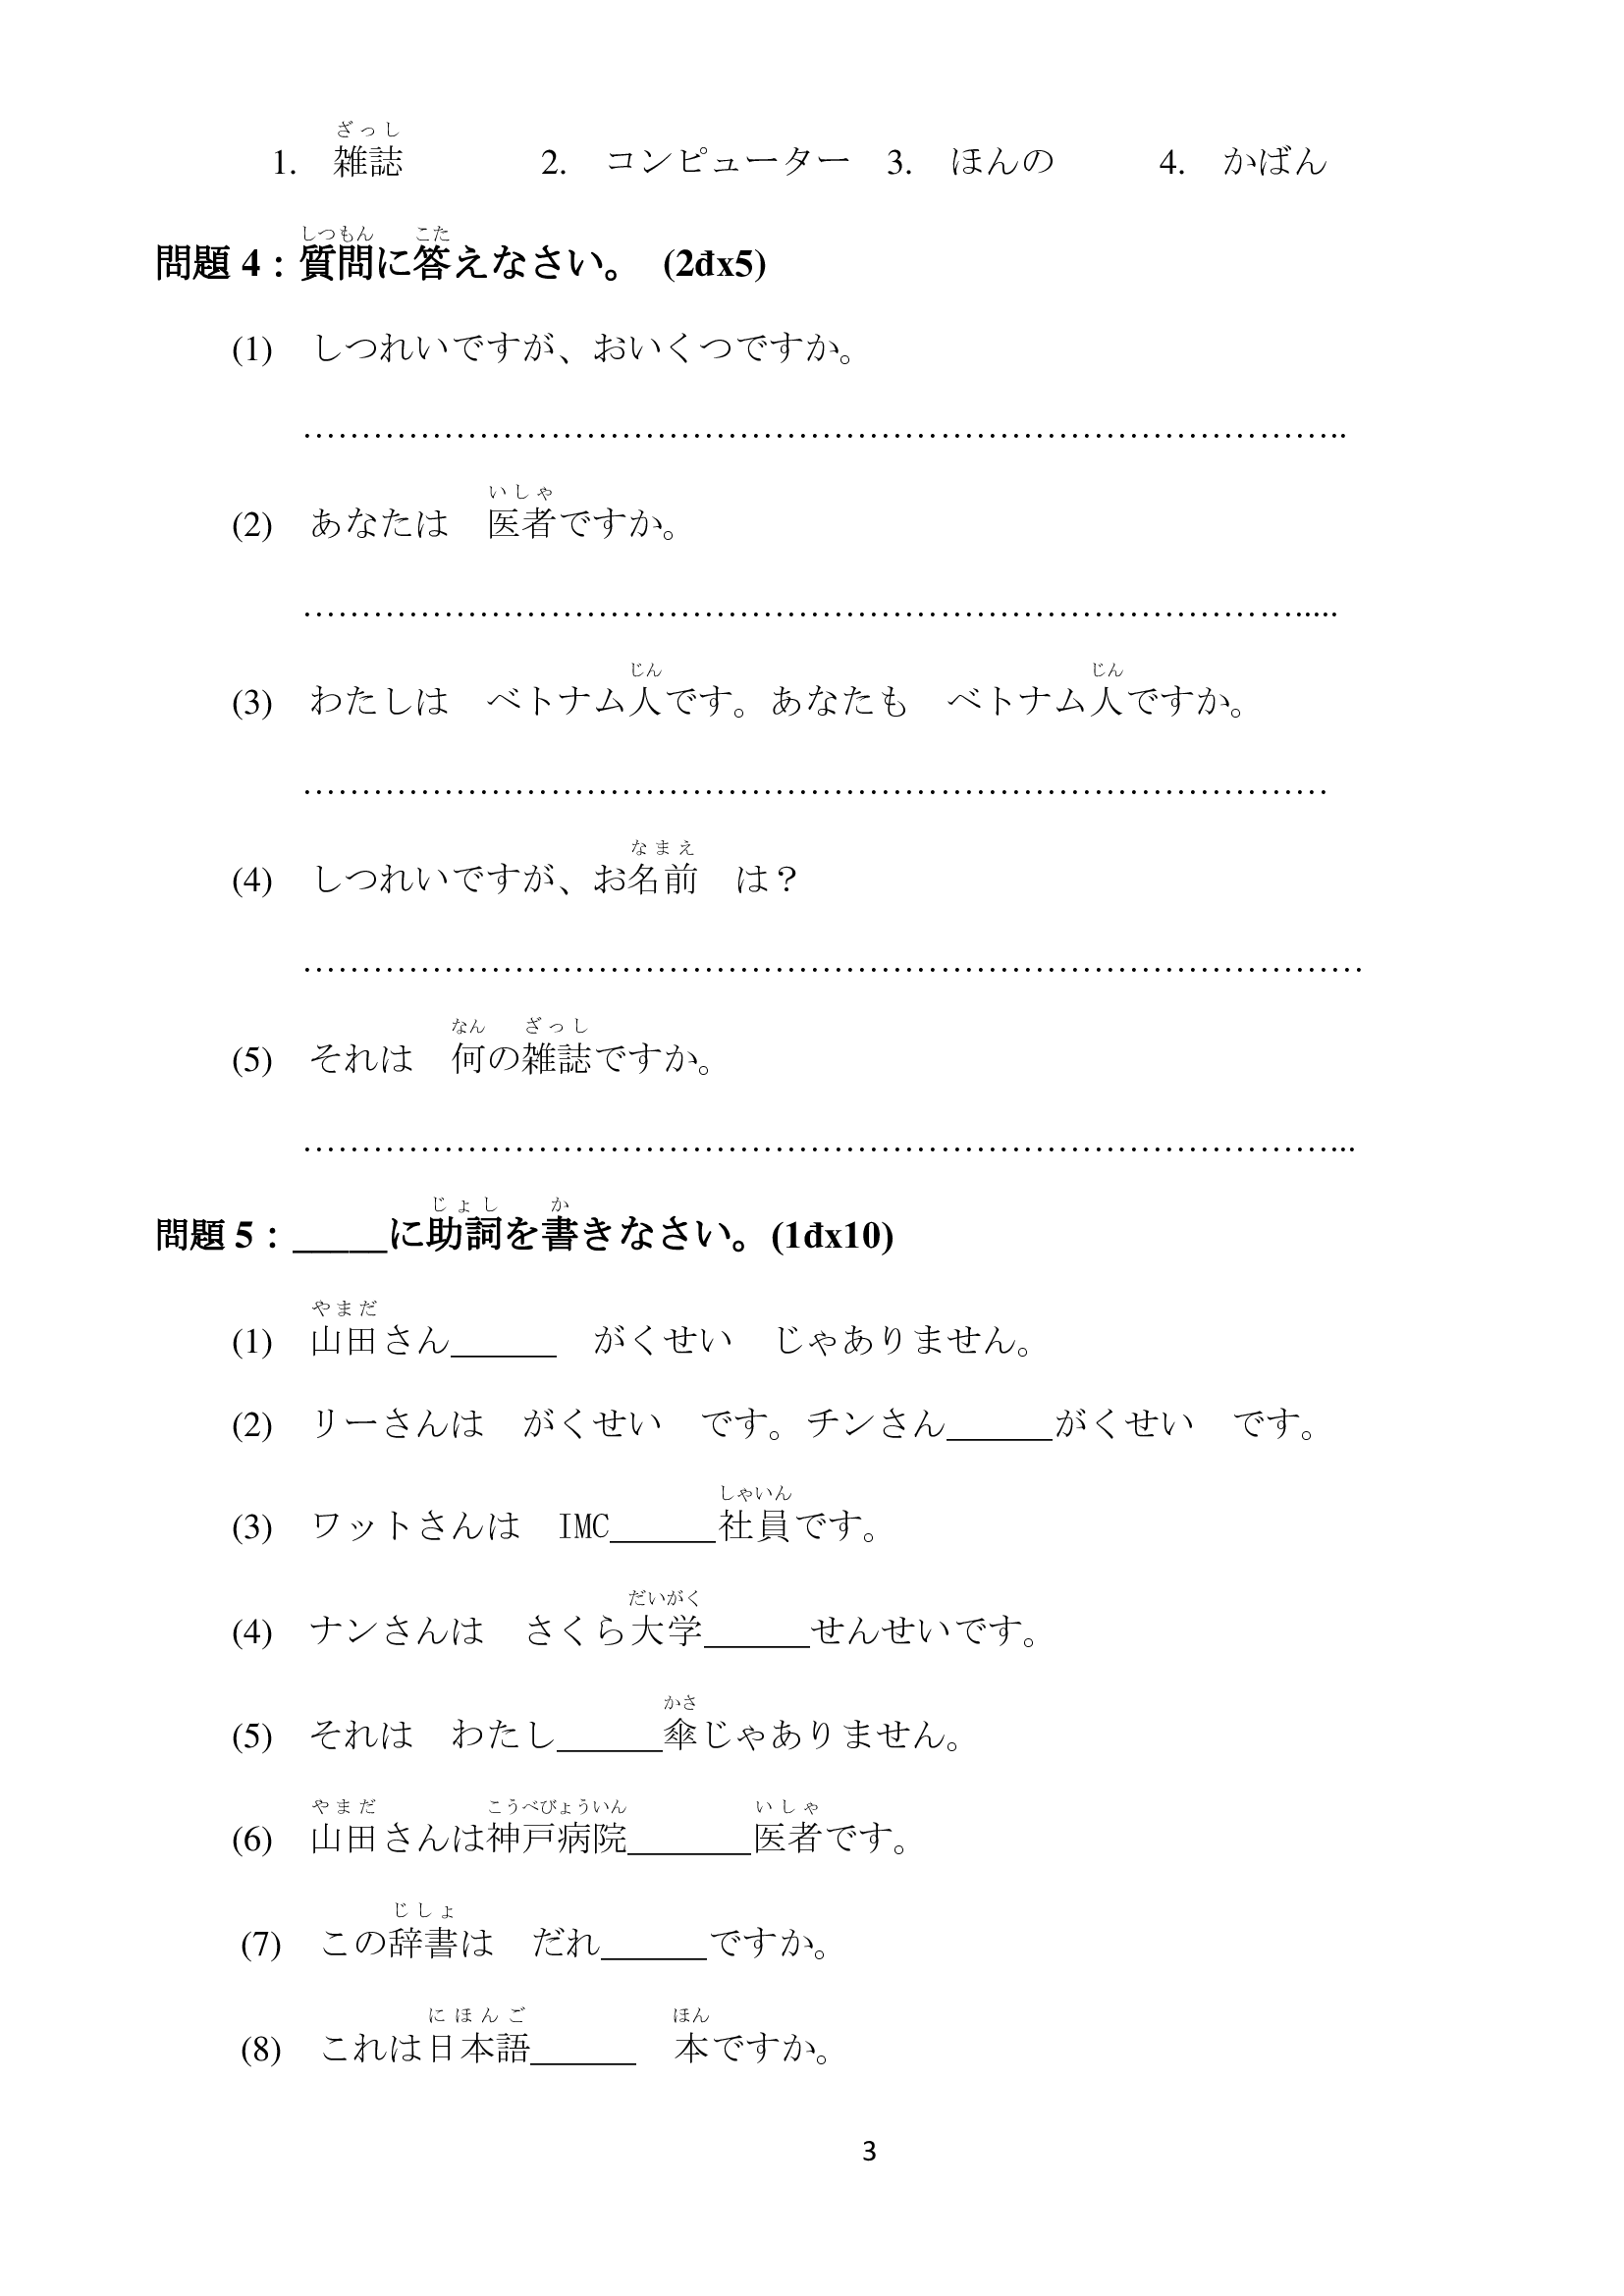 ざっし
1. 雑誌 2. コンピューター 3. ほんの 4. かばん
しつもん こた
問題 4：質問に答えなさい。 (2đx5)
(1) しつれいですが、おいくつですか。
……………………………………………………………………………..
いしゃ
(2) あなたは 医者ですか。
…………………………………………………………………………....
じん じん
(3) わたしは ベトナム人です。あなたも ベトナム人ですか。
……………………………………………………………………………
なまえ
(4) しつれいですが、お名前 は？
………………………………………………………………………………
なん ざっし
(5) それは 何の雑誌ですか。
……………………………………………………………………………...
じょし か
問題 5：_____に助詞を書きなさい。(1đx10)
やまだ
(1) 山田さん______ がくせい じゃありません。
(2) リーさんは がくせい です。チンさん______がくせい です。
しゃいん
(3) ワットさんは IMC______社員です。
だいがく
(4) ナンさんは さくら大学______せんせいです。
かさ
(5) それは わたし______傘じゃありません。
やまだ こうべびょういん いしゃ
(6) 山田さんは神戸病院_______医者です。
じしょ
(7) この辞書は だれ______ですか。
にほんご ほん
(8) これは日本語______ 本ですか。
3